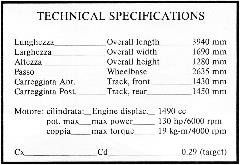 TECHNICAL SPECIFICATIONS
Lunghezza Overall length 3940 mm
Larghezza Overall width 1690 mm
Altezza Overall height 1280 mm
Passo Wheelbase 2635 mm
Carreggiata Ant. Track, front 1430 mm
Carreggiata Post. Track, rear 1450 mm
Motore: cilindrata: Engine displac. 1490 cc
pot. max max power 130 hp/6000 rpm
coppia max torque 19 kg-m/4000 rpm
Cx Cd 0.29 (target)